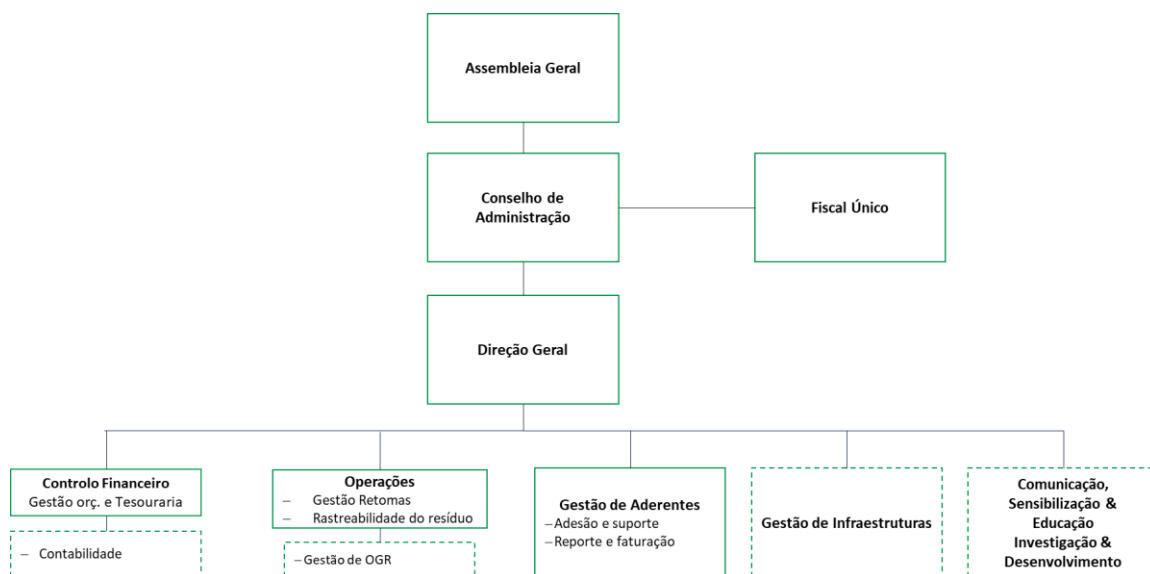 Assembleia Geral
Conselho de
Administração
Fiscal Único
Direção Geral
Controlo Financeiro
Gestão orç. e Tesouraria
– Contabilidade
Operações
– Gestão Retomas
– Rastreabilidade do resíduo
–Gestão de OGR
Gestão de Aderentes
–Adesão e suporte
–Reporte e faturação
Gestão de Infraestruturas
Comunicação,
Sensibilização &
Educação
Investigação &
Desenvolvimento